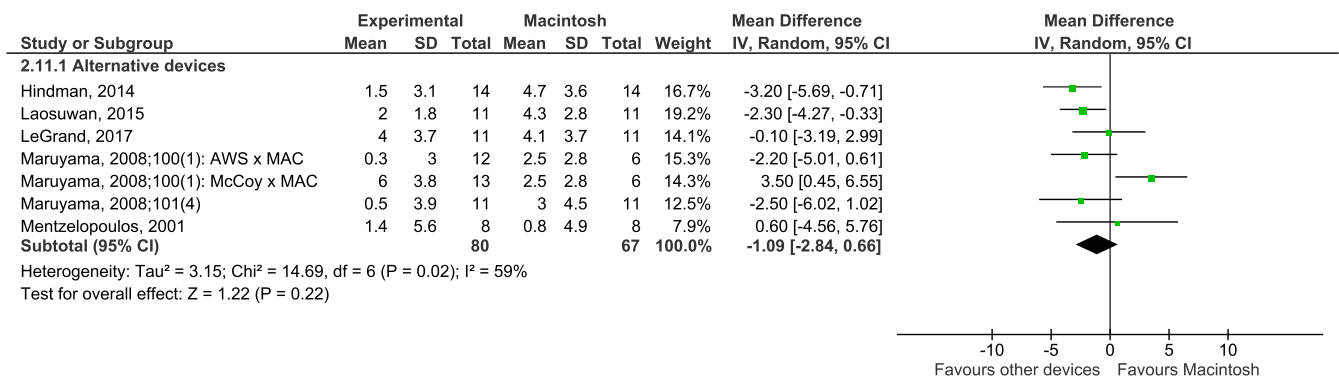 Experimental Macintosh Mean Difference Mean Difference
Study or Subgroup Mean SD Total Mean SD Total Weight IV, Random, 95% CI IV, Random, 95% CI
2.11.1 Alternative devices
Hindman, 2014 1.5 3.1 14 4.7 3.6 14 16.7% -3.20 [-5.69, -0.71]
Laosuwan, 2015 2 1.8 11 4.3 2.8 11 19.2% -2.30 [-4.27, -0.33]
LeGrand, 2017 4 3.7 11 4.1 3.7 11 14.1% -0.10 [-3.19, 2.99]
Maruyama, 2008;100(1): AWS x MAC 0.3 3 12 2.5 2.8 6 15.3% -2.20 [-5.01, 0.61]
Maruyama, 2008;100(1): McCoy x MAC 6 3.8 13 2.5 2.8 6 14.3% 3.50 [0.45, 6.55]
Maruyama, 2008;101(4) 0.5 3.9 11 3 4.5 11 12.5% -2.50 [-6.02, 1.02]
Mentzelopoulos, 2001 1.4 5.6 8 0.8 4.9 8 7.9% 0.60 [-4.56, 5.76]
Subtotal (95% CI) 80 67 100.0% -1.09 [-2.84, 0.66]
Heterogeneity: Tau² = 3.15; Chi² = 14.69, df = 6 (P = 0.02); I² = 59%
Test for overall effect: Z = 1.22 (P = 0.22)
-10 -5 0 5 10
Favours other devices Favours Macintosh